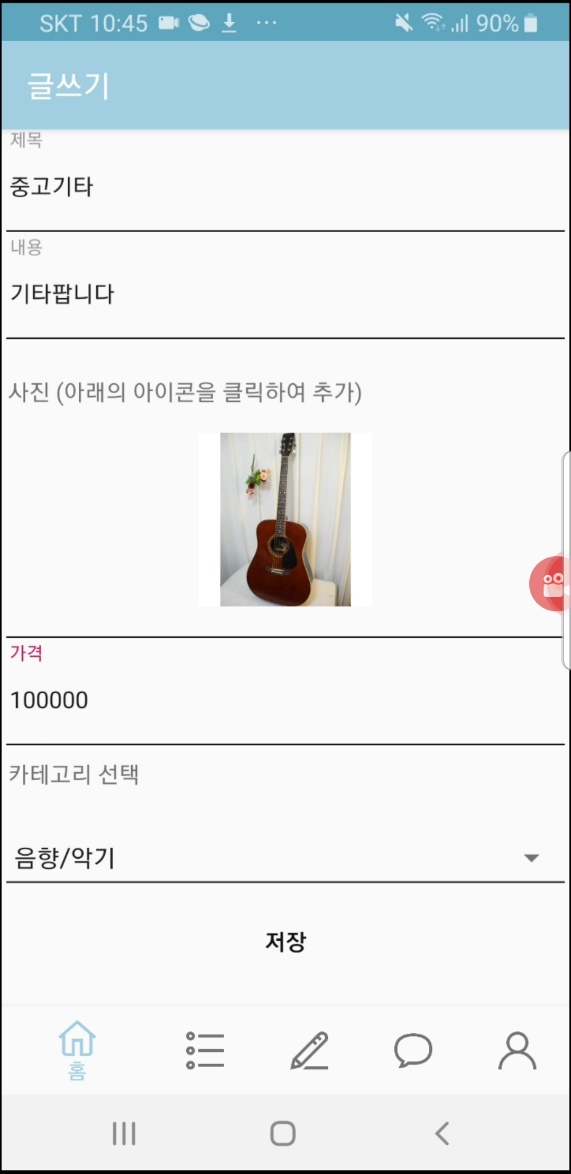 SKT 10:45 ··· 90%
글쓰기
제목
중고기타
내용
기타팝니다
사진 (아래의 아이콘을 클릭하여 추가)
가격
100000
카테고리 선택
음향/악기
저장
홈